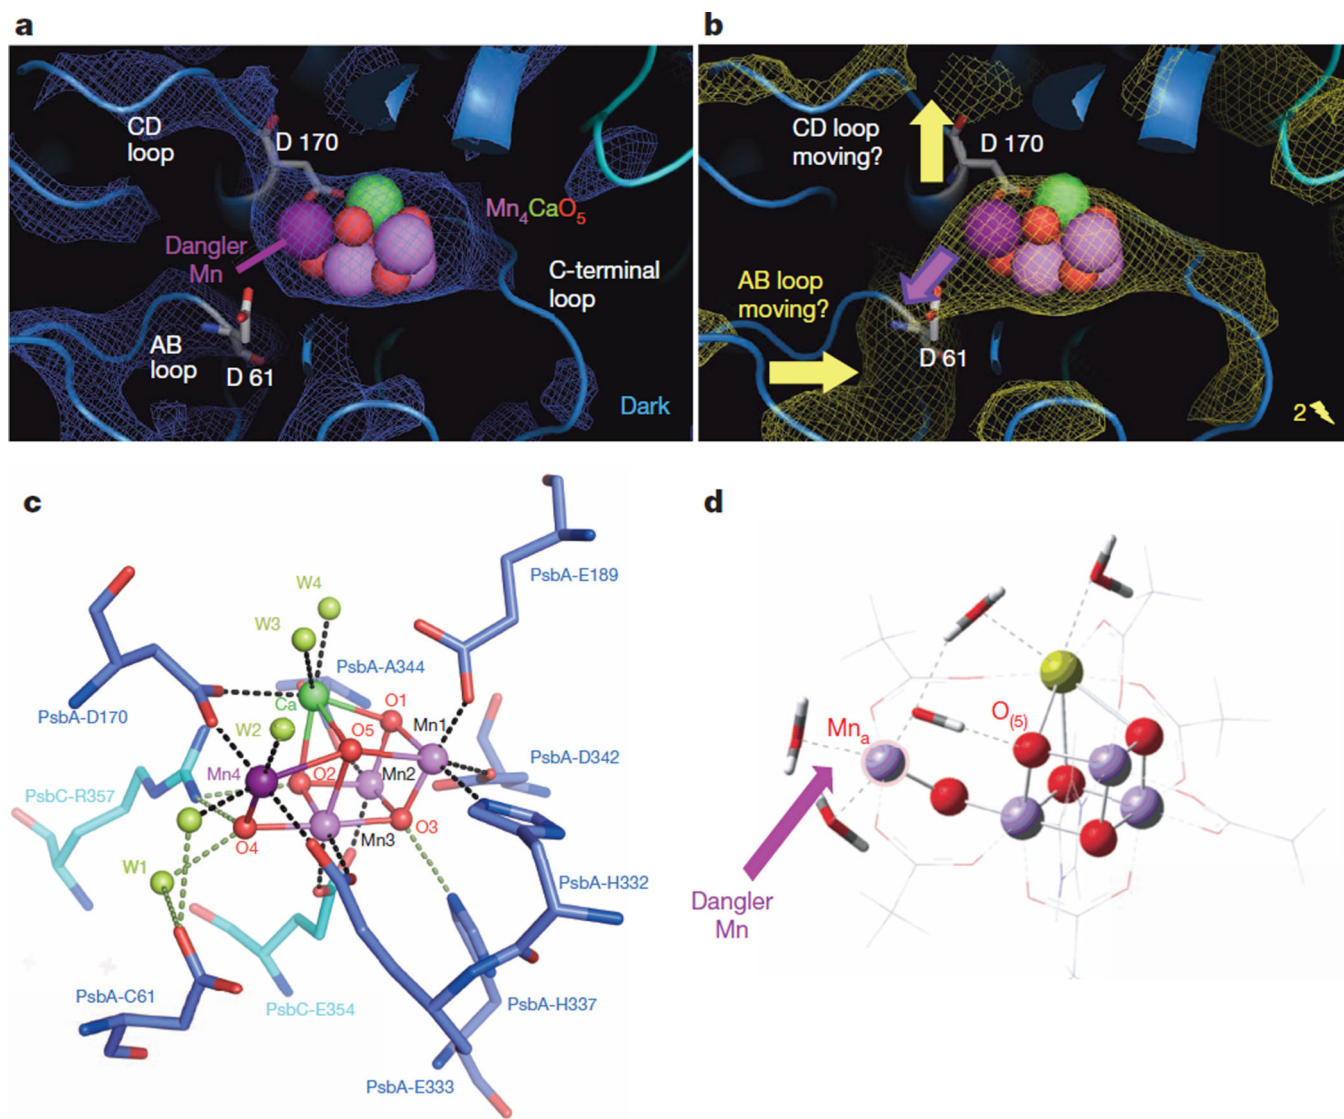 a
CD
loop
D 170
Mn4CaO5
Dangler
Mn
C-terminal
loop
AB
loop
D 61
Dark
b
CD loop
moving?
D 170
AB loop
moving?
D 61
2
c
W4
W3
PsbA-E189
PsbA-A344
Ca
O1
PsbA-D170
W2
O5
Mn1
Mn4
O2
Mn2
PsbA-D342
PsbC-R357
O4
Mn3
O3
W1
PsbA-H332
PsbA-C61
PsbC-E354
PsbA-H337
PsbA-E333
d
Mna
O(5)
Dangler
Mn